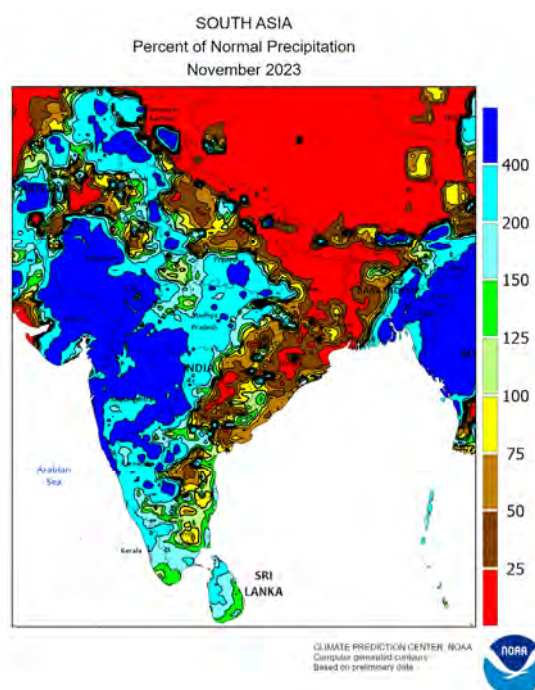 SOUTH ASIA
Percent of Normal Precipitation
November 2023
400
200
150
125
100
75
50
25
Pradesh
INDIA
Arabian
Sea
Kerala
SRI
LANKA
CLIMATE PREDICTION CENTER, NOAA
Computer generated contours
Based on preliminary data
NOAA